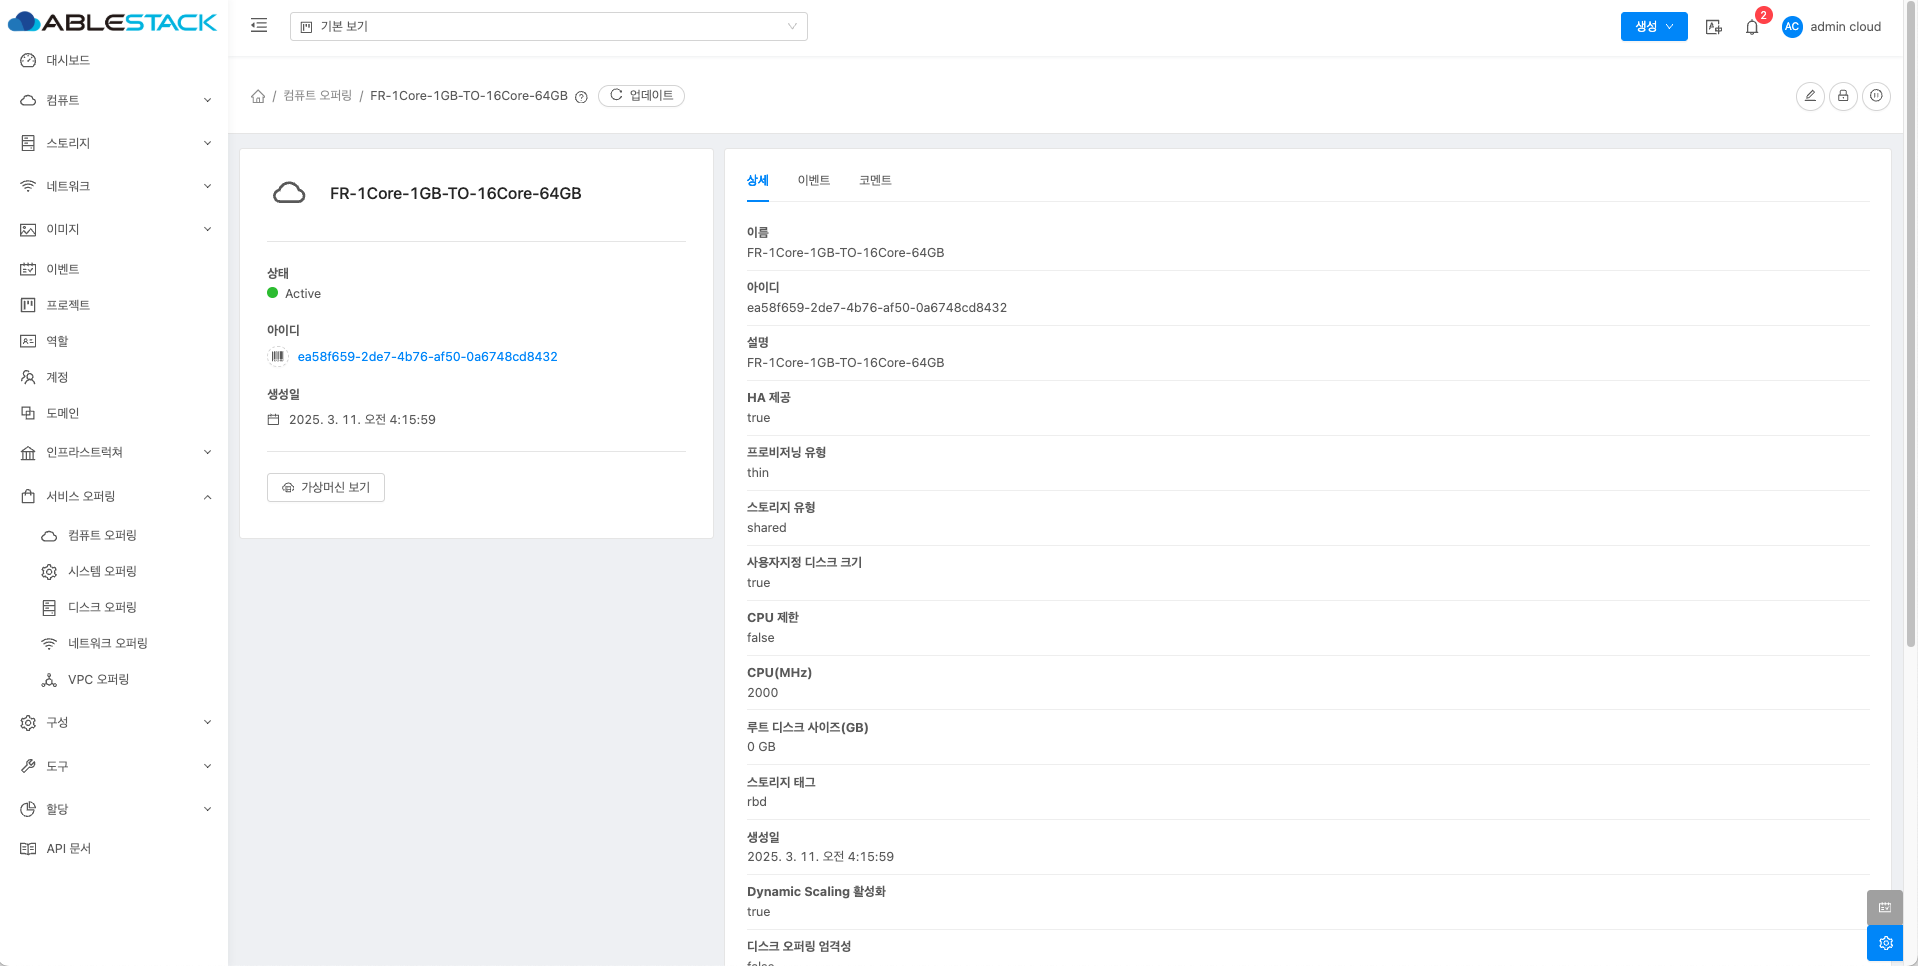 ABLESTACK
기본 보기
생성
2
AC
admin cloud
대시보드
컴퓨트
스토리지
네트워크
이미지
이벤트
프로젝트
역할
계정
도메인
인프라스트럭쳐
서비스 오퍼링
컴퓨트 오퍼링
시스템 오퍼링
디스크 오퍼링
네트워크 오퍼링
VPC 오퍼링
구성
도구
할당
API 문서
/ 컴퓨트 오퍼링 / FR-1Core-1GB-TO-16Core-64GB
업데이트
FR-1Core-1GB-TO-16Core-64GB
상태
Active
아이디
ea58f659-2de7-4b76-af50-0a6748cd8432
생성일
2025. 3. 11. 오전 4:15:59
가상머신 보기
상세 이벤트 코멘트
이름
FR-1Core-1GB-TO-16Core-64GB
아이디
ea58f659-2de7-4b76-af50-0a6748cd8432
설명
FR-1Core-1GB-TO-16Core-64GB
HA 제공
true
프로비저닝 유형
thin
스토리지 유형
shared
사용자지정 디스크 크기
true
CPU 제한
false
CPU(MHz)
2000
루트 디스크 사이즈(GB)
0 GB
스토리지 태그
rbd
생성일
2025. 3. 11. 오전 4:15:59
Dynamic Scaling 활성화
true
디스크 오퍼링 엄격성
false